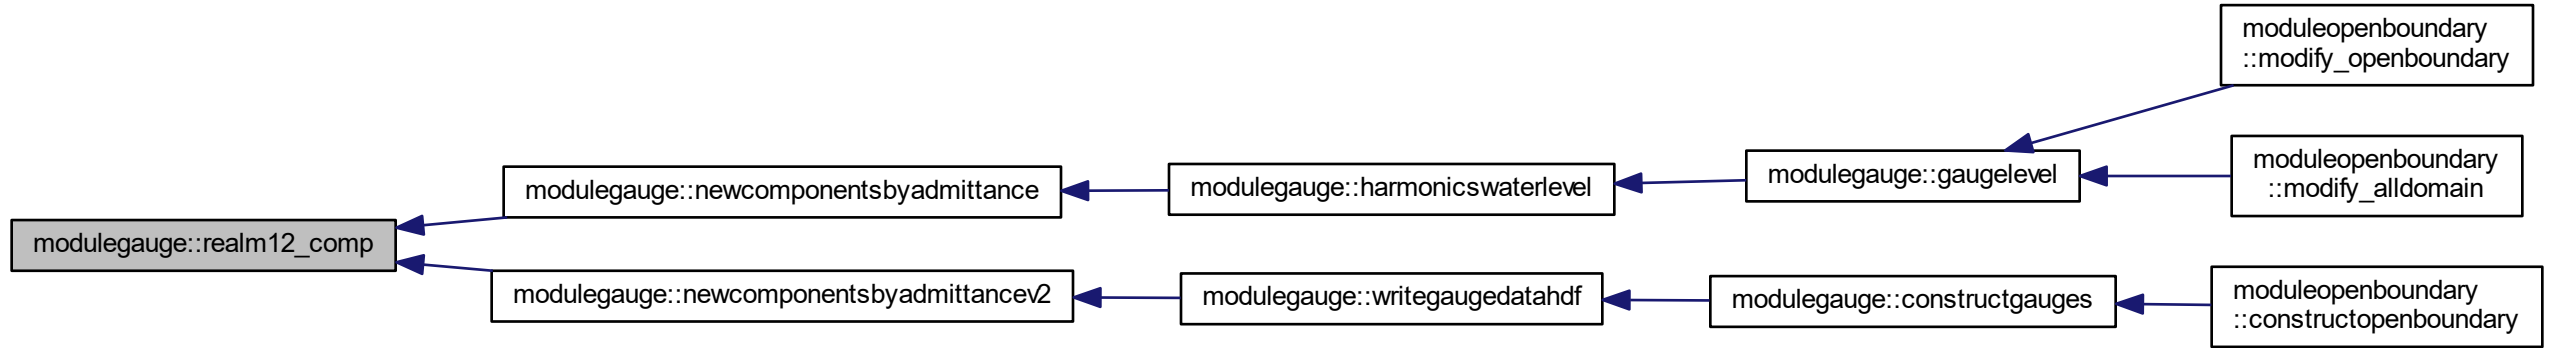 moduleopenboundary
::modify_openboundary
moduleopenboundary
::modify_alldomain
modulegauge::gaugelevel
modulegauge::harmonicswaterlevel
modulegauge::newcomponentsbyadmittance
modulegauge::realm12_comp
modulegauge::newcomponentsbyadmittancev2
modulegauge::writegaugedatahdf
modulegauge::constructgauges
moduleopenboundary
::constructopenboundary